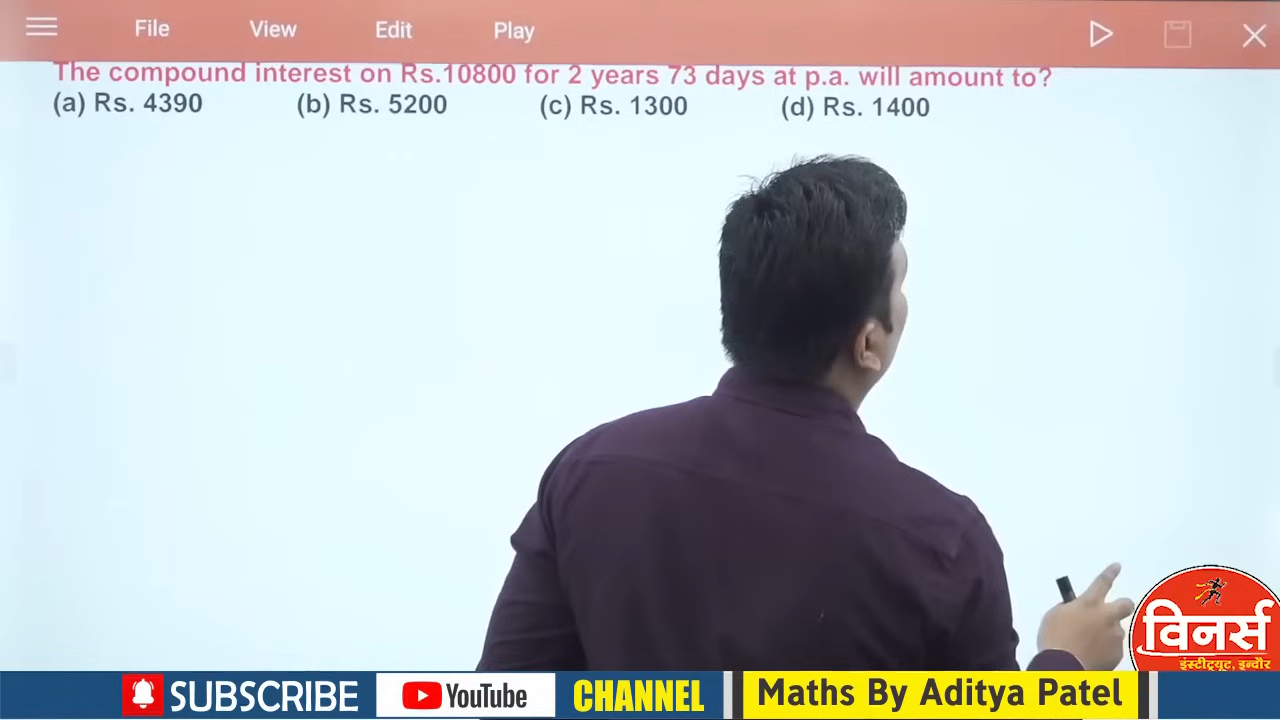 File View Edit Play
The compound interest on Rs.10800 for 2 years 73 days at p.a. will amount to?
(a) Rs. 4390 (b) Rs. 5200 (c) Rs. 1300 (d) Rs. 1400
विनर्स
इंस्टीट्यूट, इन्दौर
SUBSCRIBE YouTube CHANNEL Maths By Aditya Patel